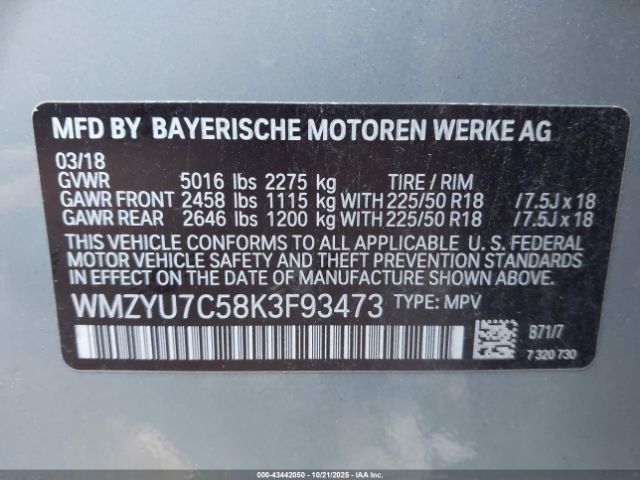 MFD BY BAYERISCHE MOTOREN WERKE AG
03/18
GVWR 5016 lbs 2275 kg TIRE / RIM
GAWR FRONT 2458 lbs 1115 kg WITH 225/50 R18 /7.5J x 18
GAWR REAR 2646 lbs 1200 kg WITH 225/50 R18 /7.5J x 18
THIS VEHICLE CONFORMS TO ALL APPLICABLE U. S. FEDERAL
MOTOR VEHICLE SAFETY AND THEFT PREVENTION STANDARDS
IN EFFECT ON THE DATE OF MANUFACTURE SHOWN ABOVE.
WMZYU7C58K3F93473 TYPE: MPV
B71/7
7 320 730
000-43442050 - 10/21/2025 - © IAA Inc.